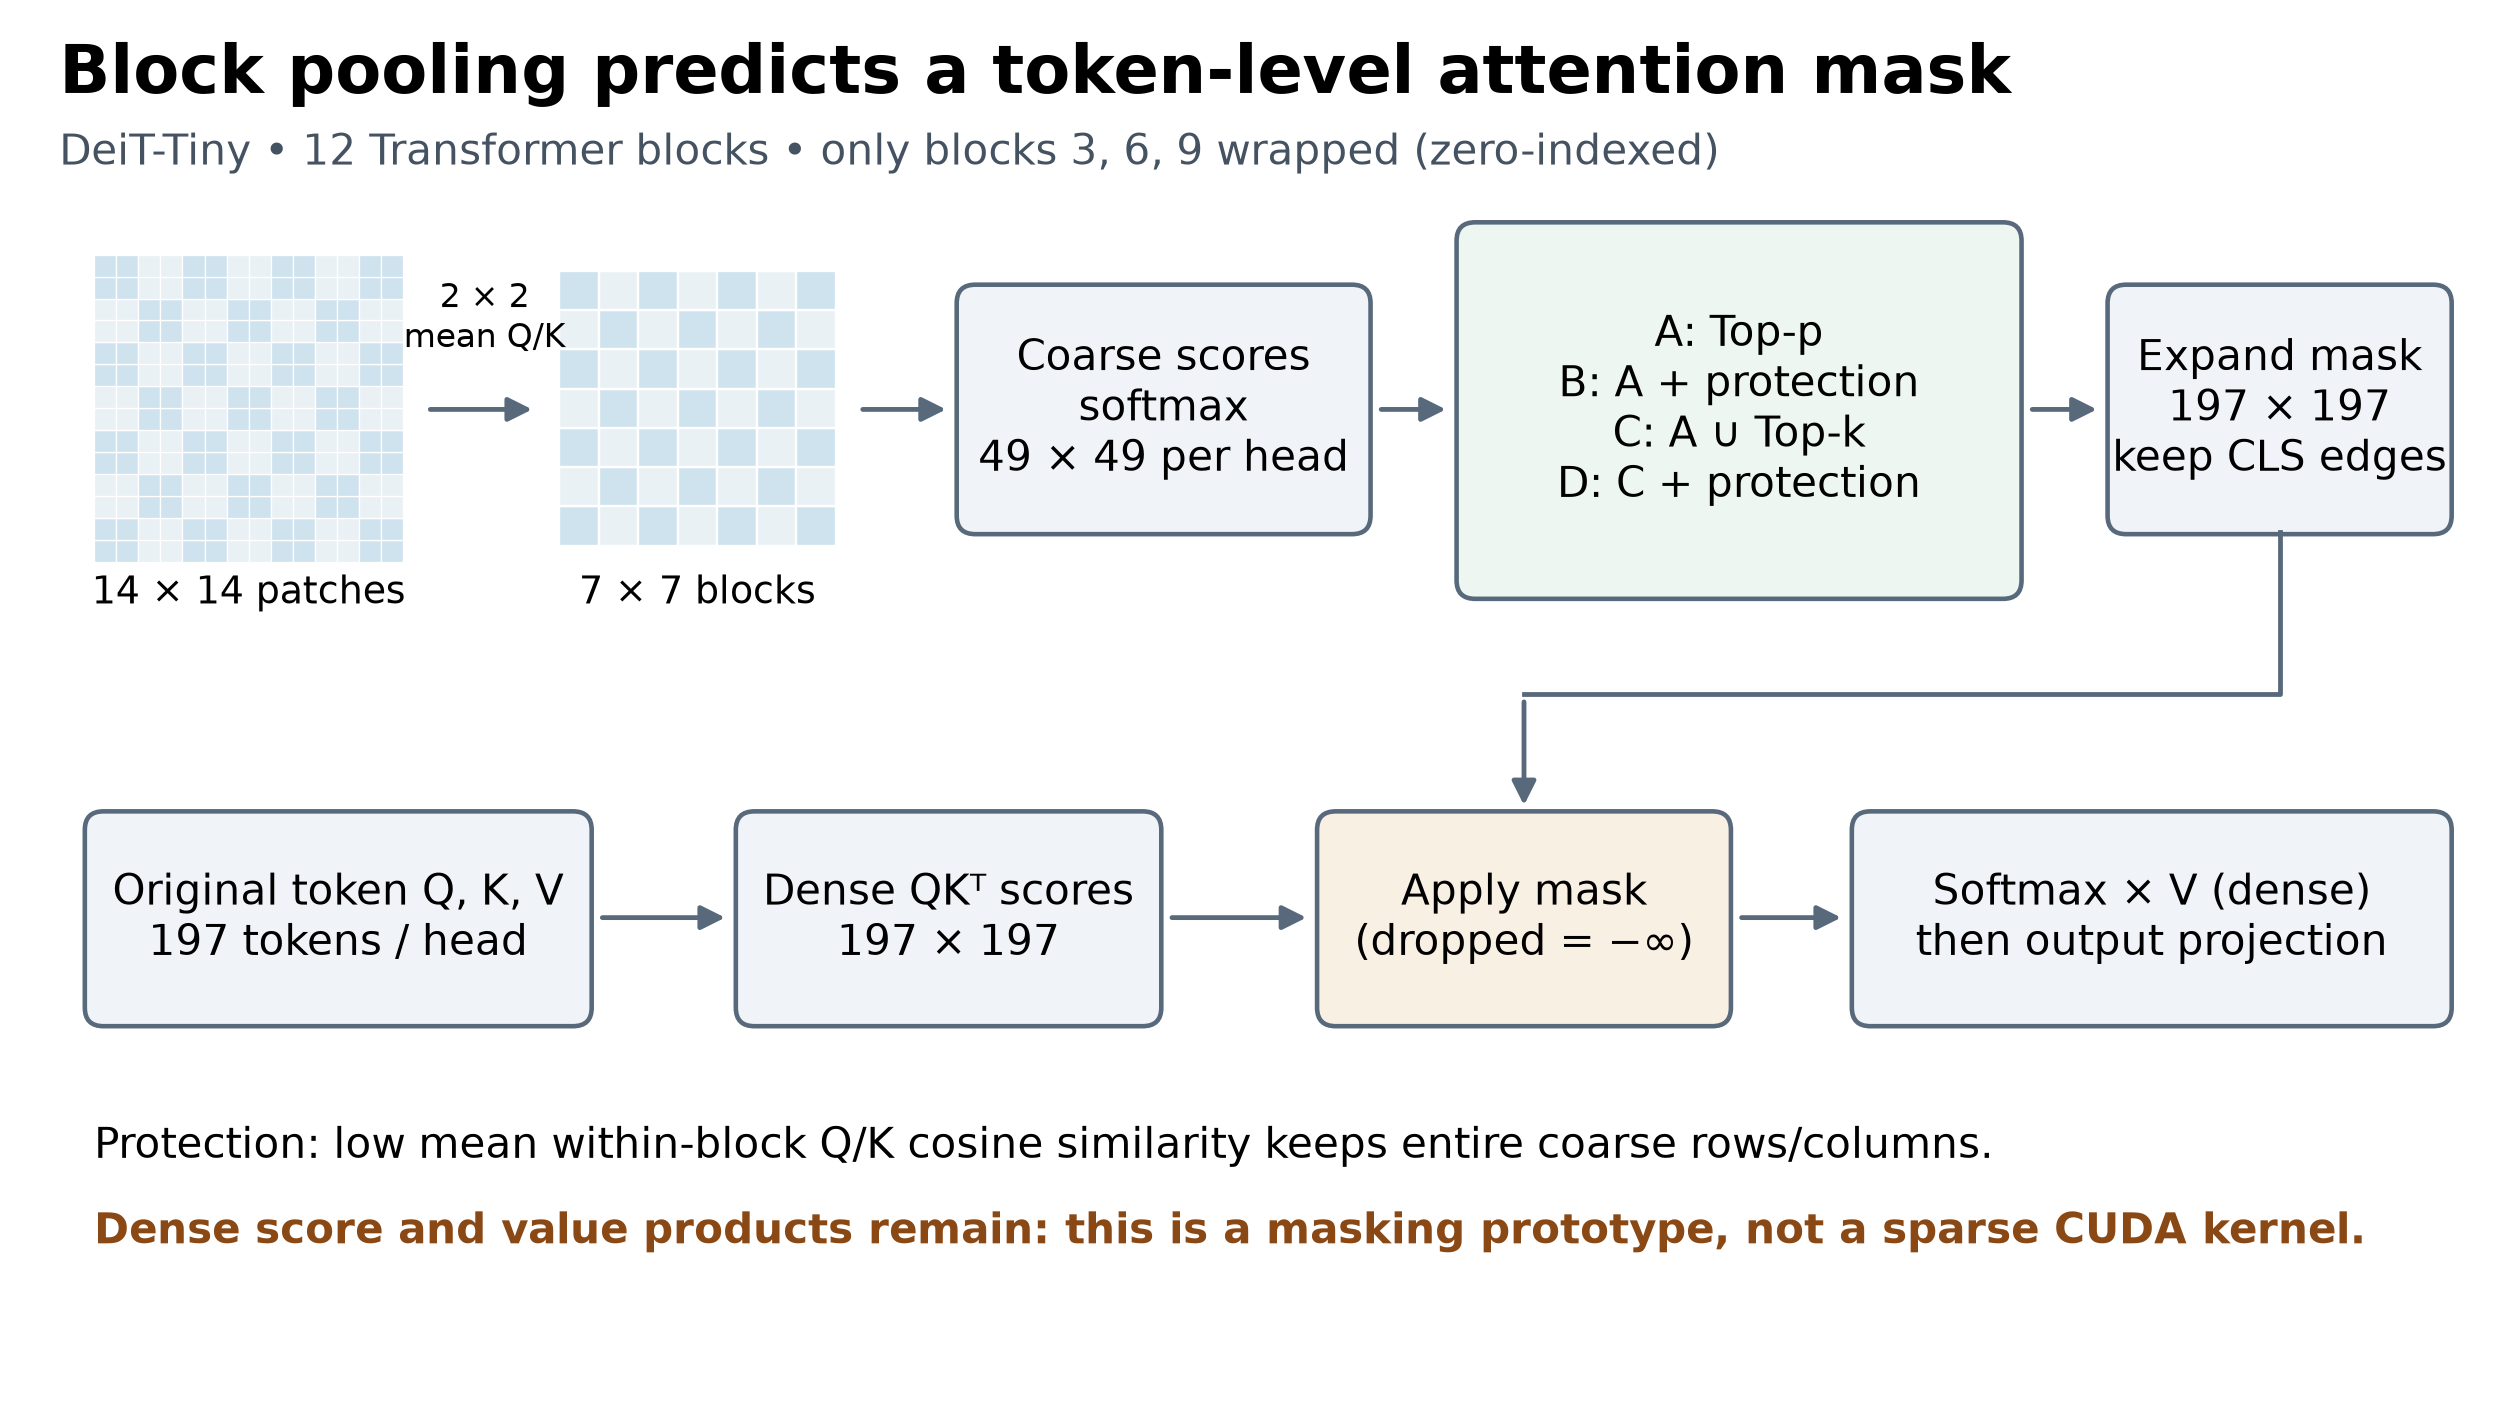 Block pooling predicts a token-level attention mask
DeiT-Tiny • 12 Transformer blocks • only blocks 3, 6, 9 wrapped (zero-indexed)
2 × 2
mean Q/K
14 × 14 patches
7 × 7 blocks
Coarse scores
softmax
49 × 49 per head
A: Top-p
B: A + protection
C: A ∪ Top-k
D: C + protection
Expand mask
197 × 197
keep CLS edges
Original token Q, K, V
197 tokens / head
Dense QKᵀ scores
197 × 197
Apply mask
(dropped = −∞)
Softmax × V (dense)
then output projection
Protection: low mean within-block Q/K cosine similarity keeps entire coarse rows/columns.
Dense score and value products remain: this is a masking prototype, not a sparse CUDA kernel.